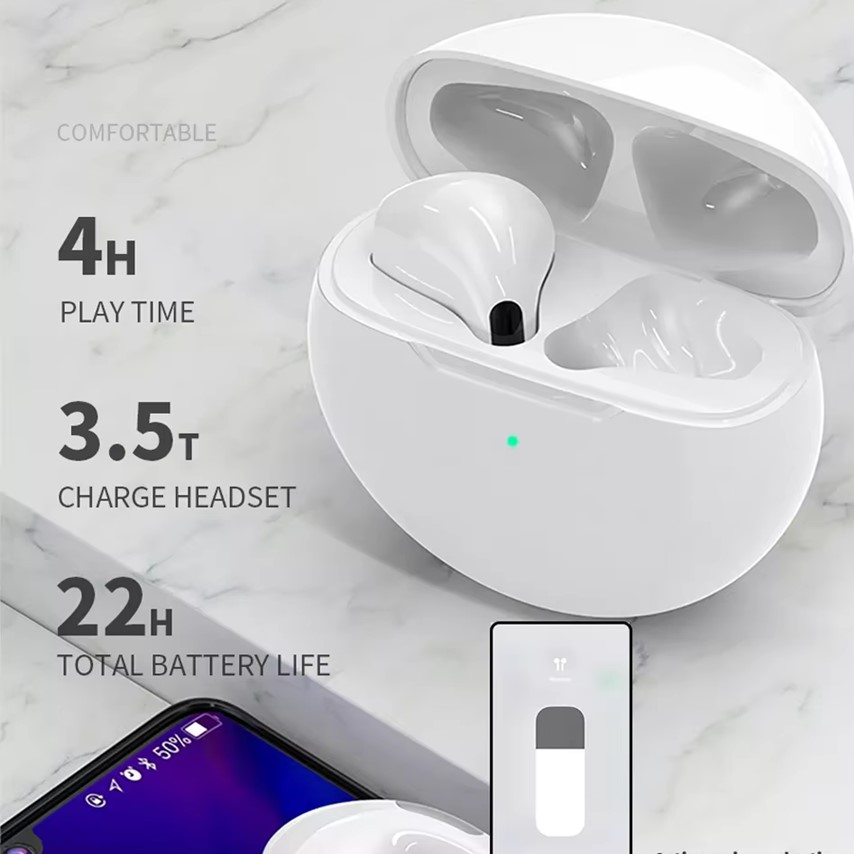 COMFORTABLE
4H
PLAY TIME
3.5T
CHARGE HEADSET
22H
TOTAL BATTERY LIFE
50%